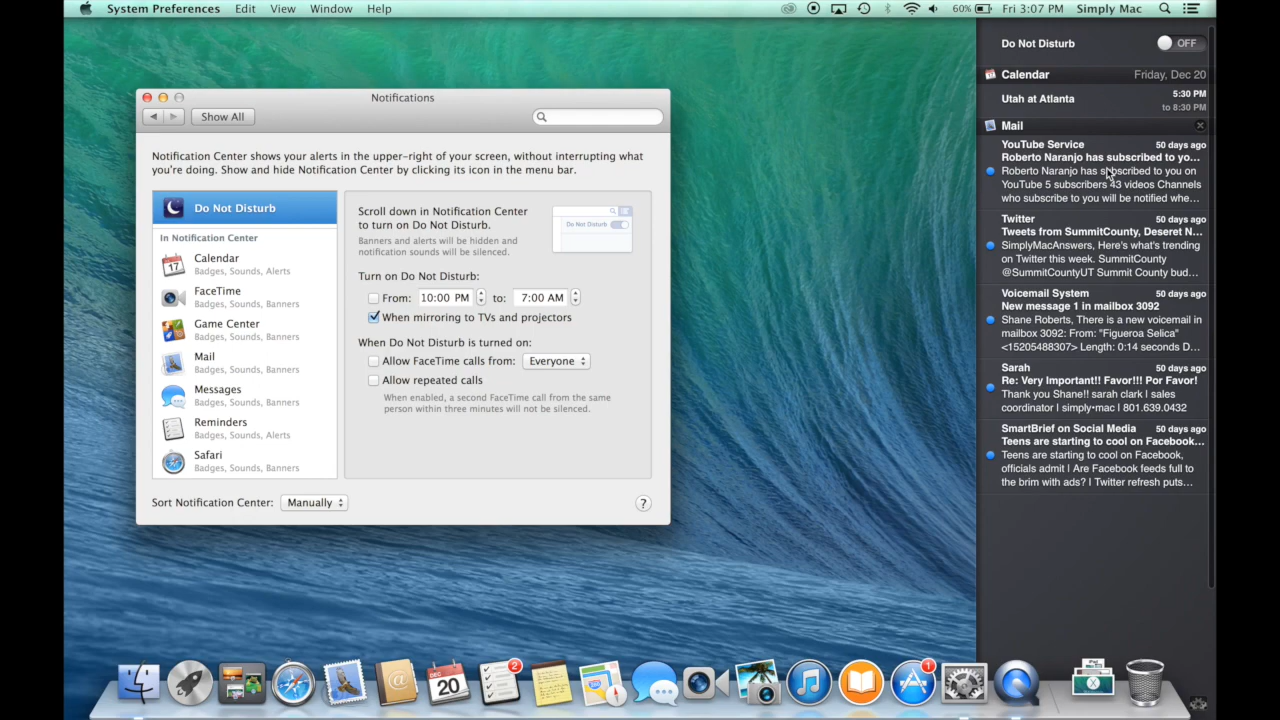 System Preferences Edit View Window Help
60% Fri 3:07 PM Simply Mac
Notifications
Show All
Notification Center shows your alerts in the upper-right of your screen, without interrupting what
you're doing. Show and hide Notification Center by clicking its icon in the menu bar.
Do Not Disturb
In Notification Center
17
Calendar
Badges, Sounds, Alerts
FaceTime
Badges, Sounds, Banners
Game Center
Badges, Sounds, Banners
Mail
Badges, Sounds, Banners
Messages
Badges, Sounds, Banners
Reminders
Badges, Sounds, Alerts
Safari
Badges, Sounds, Banners
Sort Notification Center: Manually
Scroll down in Notification Center
to turn on Do Not Disturb.
Banners and alerts will be hidden and
notification sounds will be silenced.
Do Not Disturb
Turn on Do Not Disturb:
From: 10:00 PM to: 7:00 AM
When mirroring to TVs and projectors
When Do Not Disturb is turned on:
Allow FaceTime calls from: Everyone
Allow repeated calls
When enabled, a second FaceTime call from the same
person within three minutes will not be silenced.
?
Do Not Disturb OFF
Calendar Friday, Dec 20
Utah at Atlanta 5:30 PM
to 8:30 PM
Mail
YouTube Service 50 days ago
Roberto Naranjo has subscribed to yo...
Roberto Naranjo has subscribed to you on
YouTube 5 subscribers 43 videos Channels
who subscribe to you will be notified whe...
Twitter 50 days ago
Tweets from SummitCounty, Deseret N...
SimplyMacAnswers, Here's what's trending
on Twitter this week. SummitCounty
@SummitCountyUT Summit County bud...
Voicemail System 50 days ago
New message 1 in mailbox 3092
Shane Roberts, There is a new voicemail in
mailbox 3092: From: "Figueroa Selica"
<15205488307> Length: 0:14 seconds D...
Sarah 50 days ago
Re: Very Important!! Favor!!! Por Favor!
Thank you Shane!! sarah clark | sales
coordinator | simply•mac | 801.639.0432
SmartBrief on Social Media 50 days ago
Teens are starting to cool on Facebook...
Teens are starting to cool on Facebook,
officials admit | Are Facebook feeds full to
the brim with ads? | Twitter refresh puts...
20
2
1